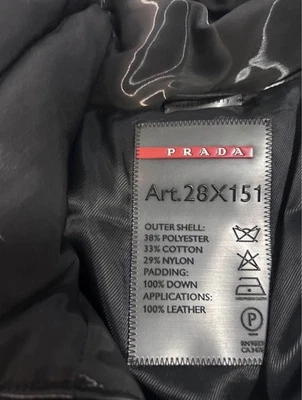 PRADA
Art.28X151
OUTER SHELL:
38% POLYESTER
33% COTTON
29% NYLON
PADDING:
100% DOWN
APPLICATIONS:
100% LEATHER
P